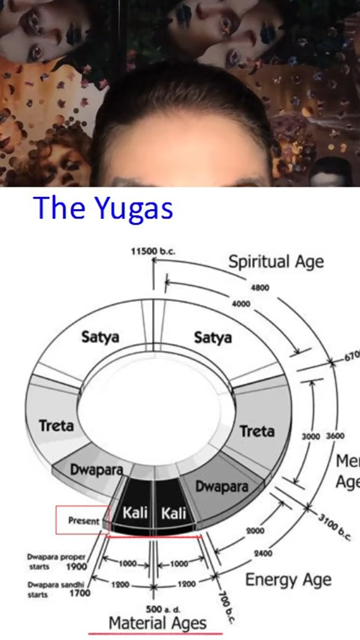 The Yugas
11500 b.c.
Spiritual Age
4800
4000
Satya
Satya
670
Treta
Treta
3000
3600
Me
Age
Dwapara
Dwapara
Kali
Kali
Present
3100 b.c.
2000
2400
Dwapara proper
starts
1900
1000
1000
Dwapara sandhi
starts
1700
1200
1200
700 b.c.
Energy Age
500 a. d.
Material Ages